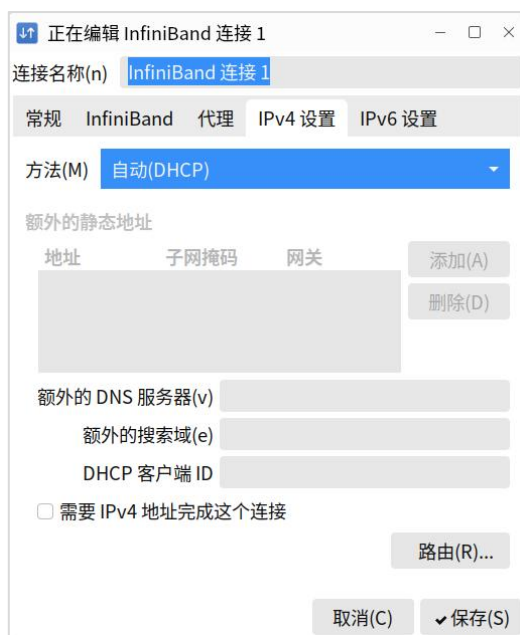 正在编辑 InfiniBand 连接 1
连接名称(n) InfiniBand 连接 1
常规 InfiniBand 代理 IPv4 设置 IPv6 设置
方法(M) 自动(DHCP)
额外的静态地址
地址 子网掩码 网关 添加(A)
删除(D)
额外的 DNS 服务器(v)
额外的搜索域(e)
DHCP 客户端 ID
需要 IPv4 地址完成这个连接
路由(R)...
取消(C) 保存(S)